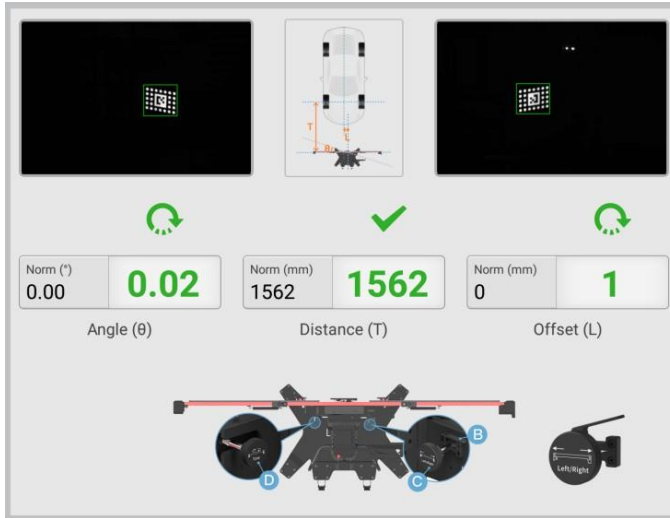 T
L
θ
Norm (°)
0.00
0.02
Norm (mm)
1562
1562
Norm (mm)
0
1
Angle (θ)
Distance (T)
Offset (L)
B
D
C
Left/Right